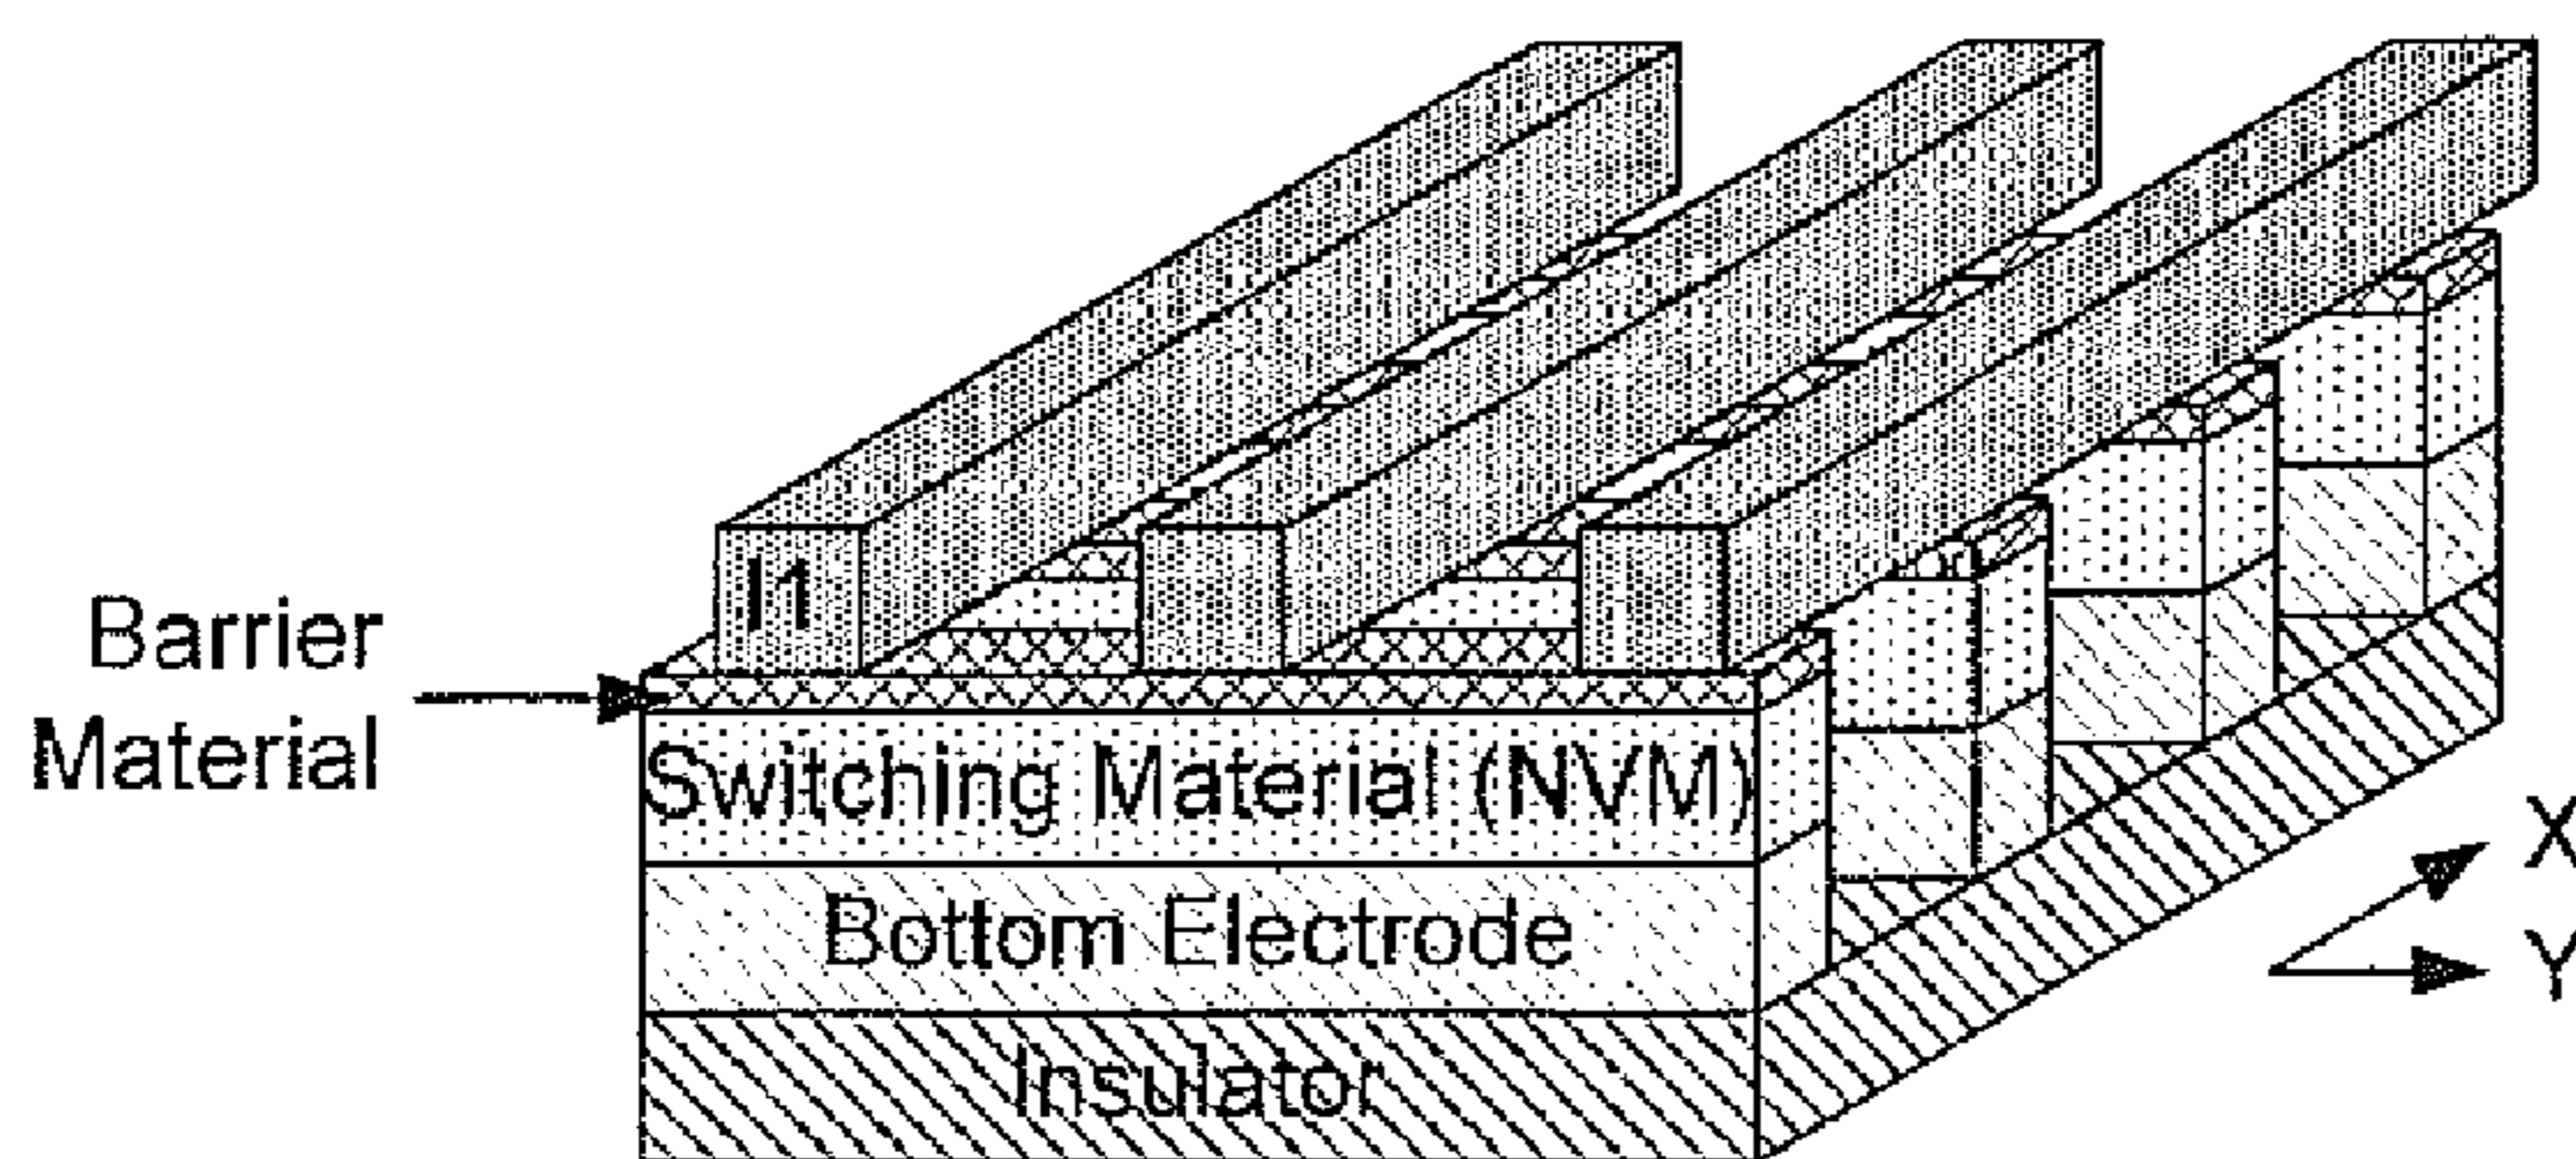 I1
Barrier
Material
Switching Material (NVM)
Bottom Electrode
Insulator
X
Y